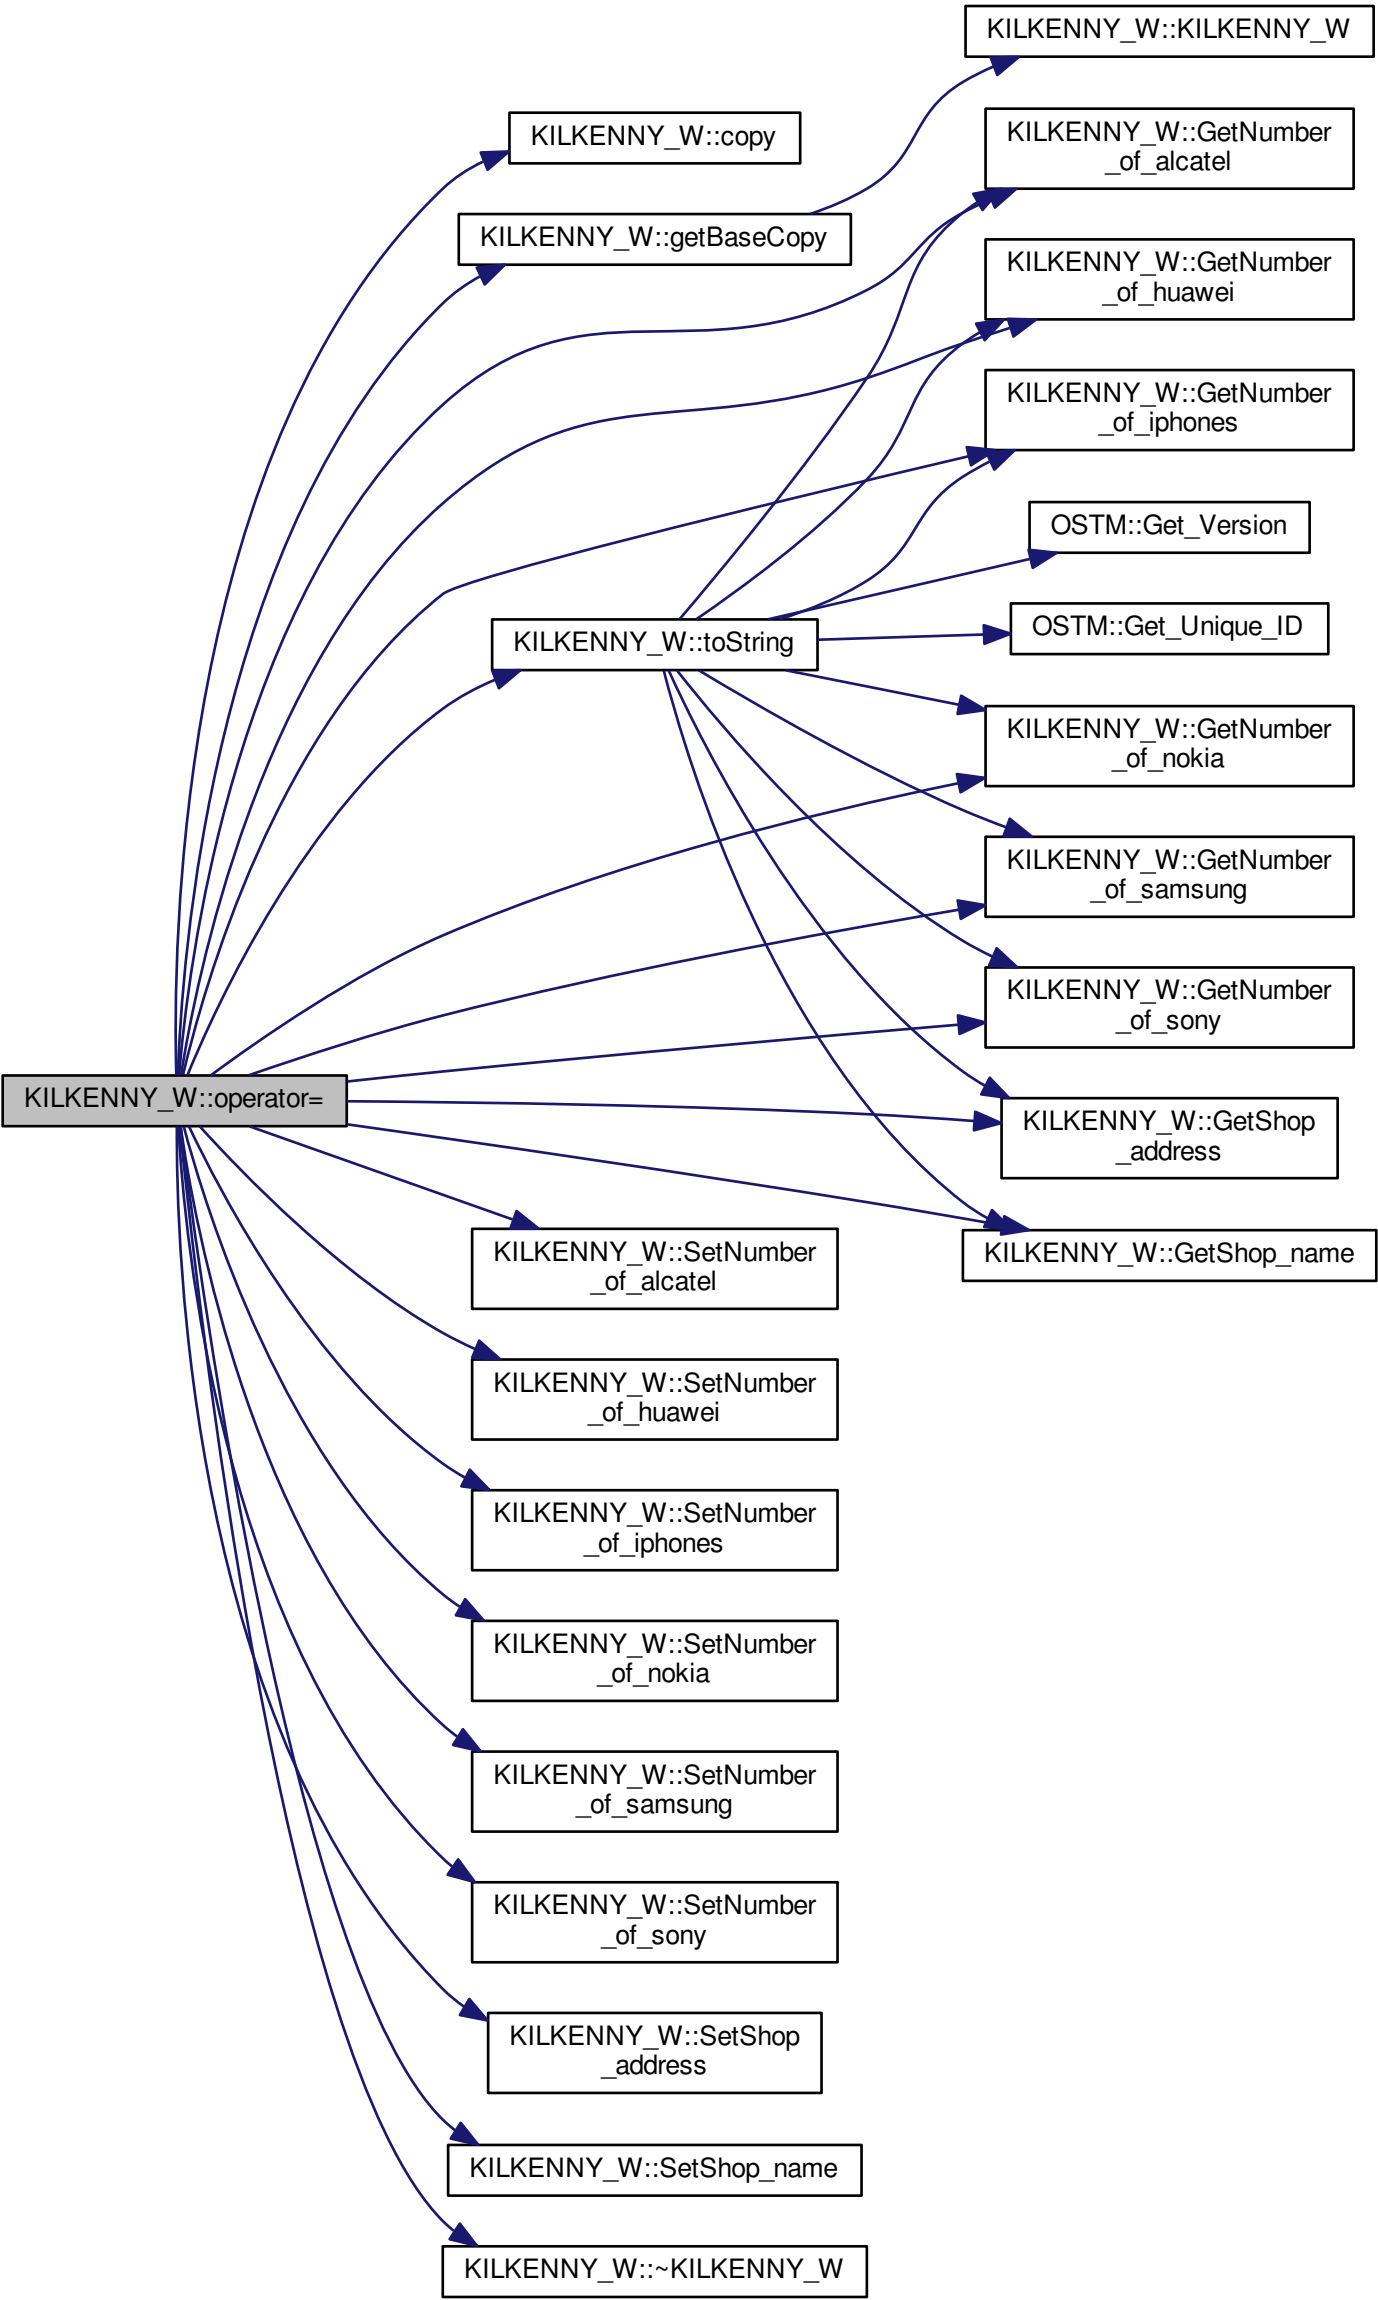 KILKENNY_W::operator=
KILKENNY_W::copy
KILKENNY_W::getBaseCopy
KILKENNY_W::toString
KILKENNY_W::SetNumber
_of_alcatel
KILKENNY_W::SetNumber
_of_huawei
KILKENNY_W::SetNumber
_of_iphones
KILKENNY_W::SetNumber
_of_nokia
KILKENNY_W::SetNumber
_of_samsung
KILKENNY_W::SetNumber
_of_sony
KILKENNY_W::SetShop
_address
KILKENNY_W::SetShop_name
KILKENNY_W::~KILKENNY_W
KILKENNY_W::KILKENNY_W
KILKENNY_W::GetNumber
_of_alcatel
KILKENNY_W::GetNumber
_of_huawei
KILKENNY_W::GetNumber
_of_iphones
OSTM::Get_Version
OSTM::Get_Unique_ID
KILKENNY_W::GetNumber
_of_nokia
KILKENNY_W::GetNumber
_of_samsung
KILKENNY_W::GetNumber
_of_sony
KILKENNY_W::GetShop
_address
KILKENNY_W::GetShop_name